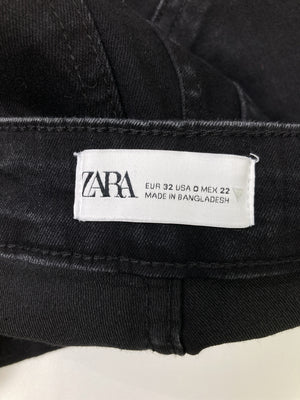 ZARA
EUR 32 USA 0 MEX 22
MADE IN BANGLADESH